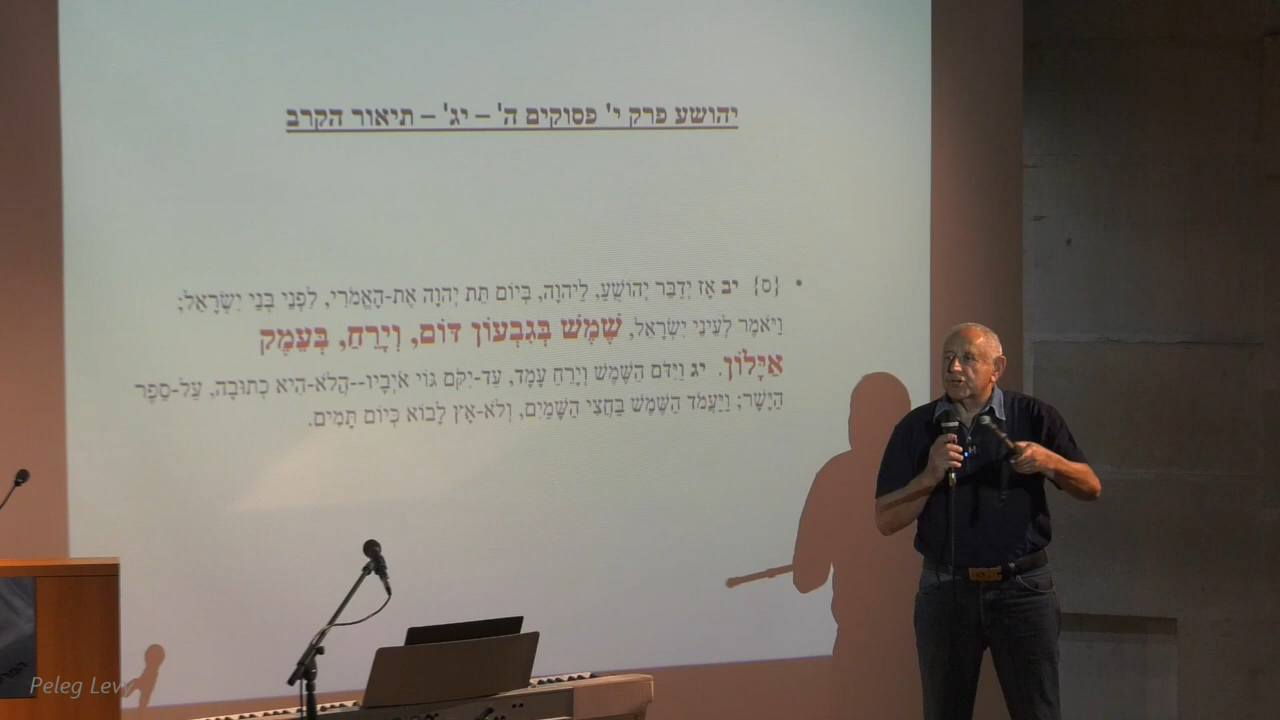 יהושע פרק י' פסוקים ה' – יג' – תיאור הקרב
• {ס} יב אָז יְדַבֵּר יְהוֹשֻׁעַ, לַיהוָה, בְּיוֹם תֵּת יְהוָה אֶת-הָאֱמֹרִי, לִפְנֵי בְּנֵי יִשְׂרָאֵל;
וַיֹּאמֶר לְעֵינֵי יִשְׂרָאֵל, שֶׁמֶשׁ בְּגִבְעוֹן דּוֹם, וְיָרֵחַ, בְּעֵמֶק
אַיָּלוֹן. יג וַיִּדֹּם הַשֶּׁמֶשׁ וְיָרֵחַ עָמָד, עַד-יִקֹּם גּוֹי אֹיְבָיו--הֲלֹא-הִיא כְתוּבָה, עַל-סֵפֶר
הַיָּשָׁר; וַיַּעֲמֹד הַשֶּׁמֶשׁ בַּחֲצִי הַשָּׁמַיִם, וְלֹא-אָץ לָבוֹא כְּיוֹם תָּמִים.
Peleg Levy